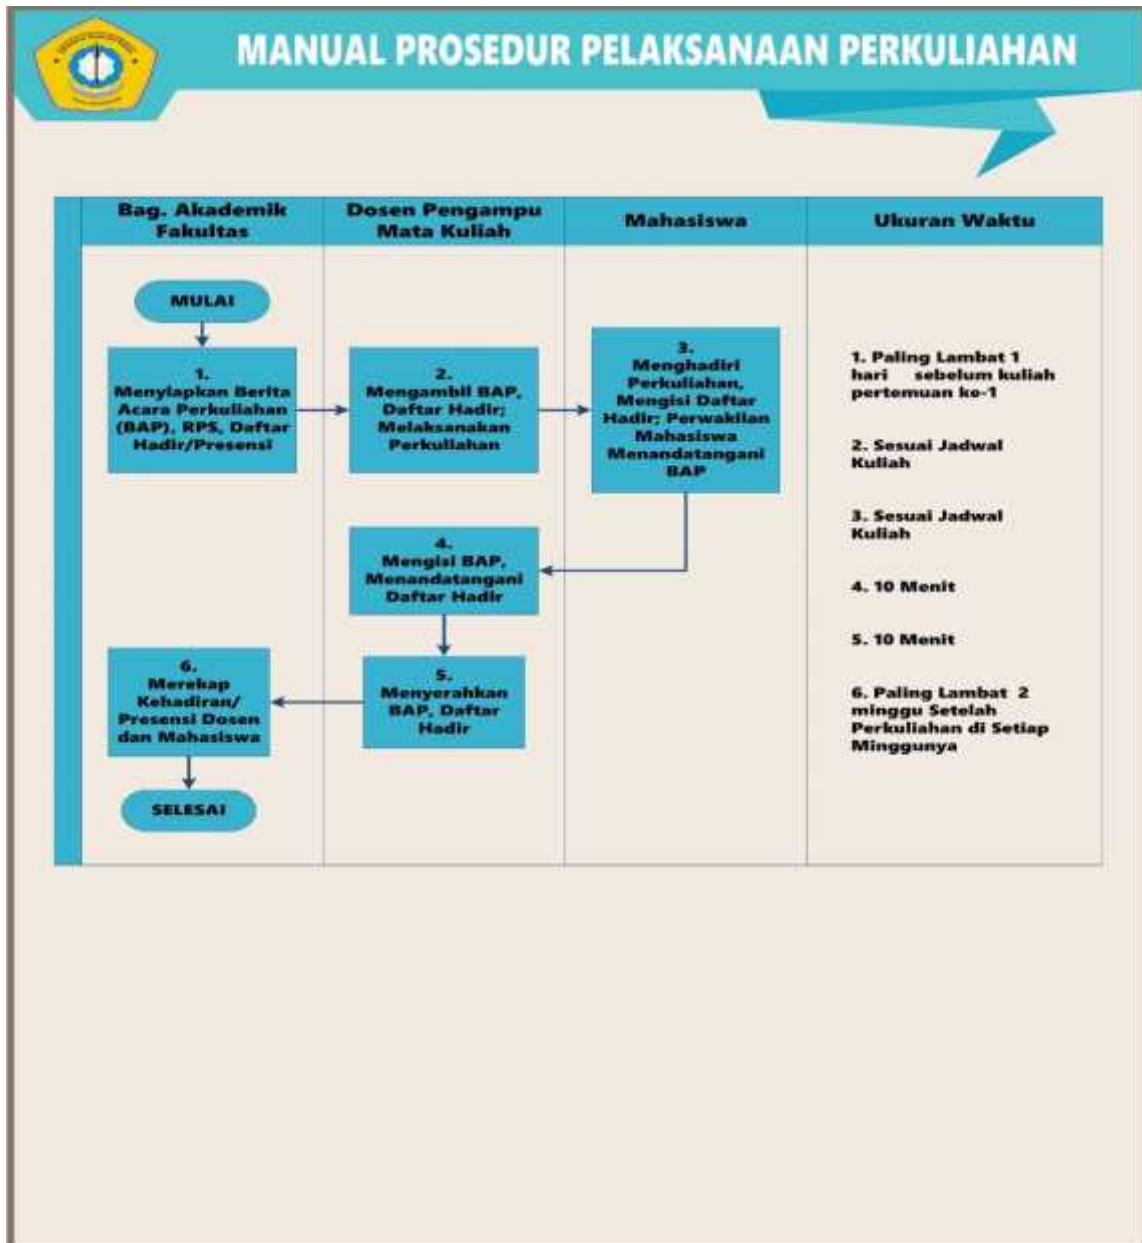 MANUAL PROSEDUR PELAKSANAAN PERKULIAHAN
Bag. Akademik
Fakultas
Dosen Pengampu
Mata Kuliah
Mahasiswa
Ukuran Waktu
MULAI
1.
Menyiapkan Berita
Acara Perkuliahan
(BAP), RPS, Daftar
Hadir/Presensi
2.
Mengambil BAP,
Daftar Hadir;
Melaksanakan
Perkuliahan
3.
Menghadiri
Perkuliahan,
Mengisi Daftar
Hadir; Perwakilan
Mahasiswa
Menandatangani
BAP
4.
Mengisi BAP,
Menandatangani
Daftar Hadir
5.
Menyerahkan
BAP, Daftar
Hadir
6.
Merekap
Kehadiran/
Presensi Dosen
dan Mahasiswa
SELESAI
1. Paling Lambat 1
hari sebelum kuliah
pertemuan ke-1
2. Sesuai Jadwal
Kuliah
3. Sesuai Jadwal
Kuliah
4. 10 Menit
5. 10 Menit
6. Paling Lambat 2
minggu Setelah
Perkuliahan di Setiap
Minggunya